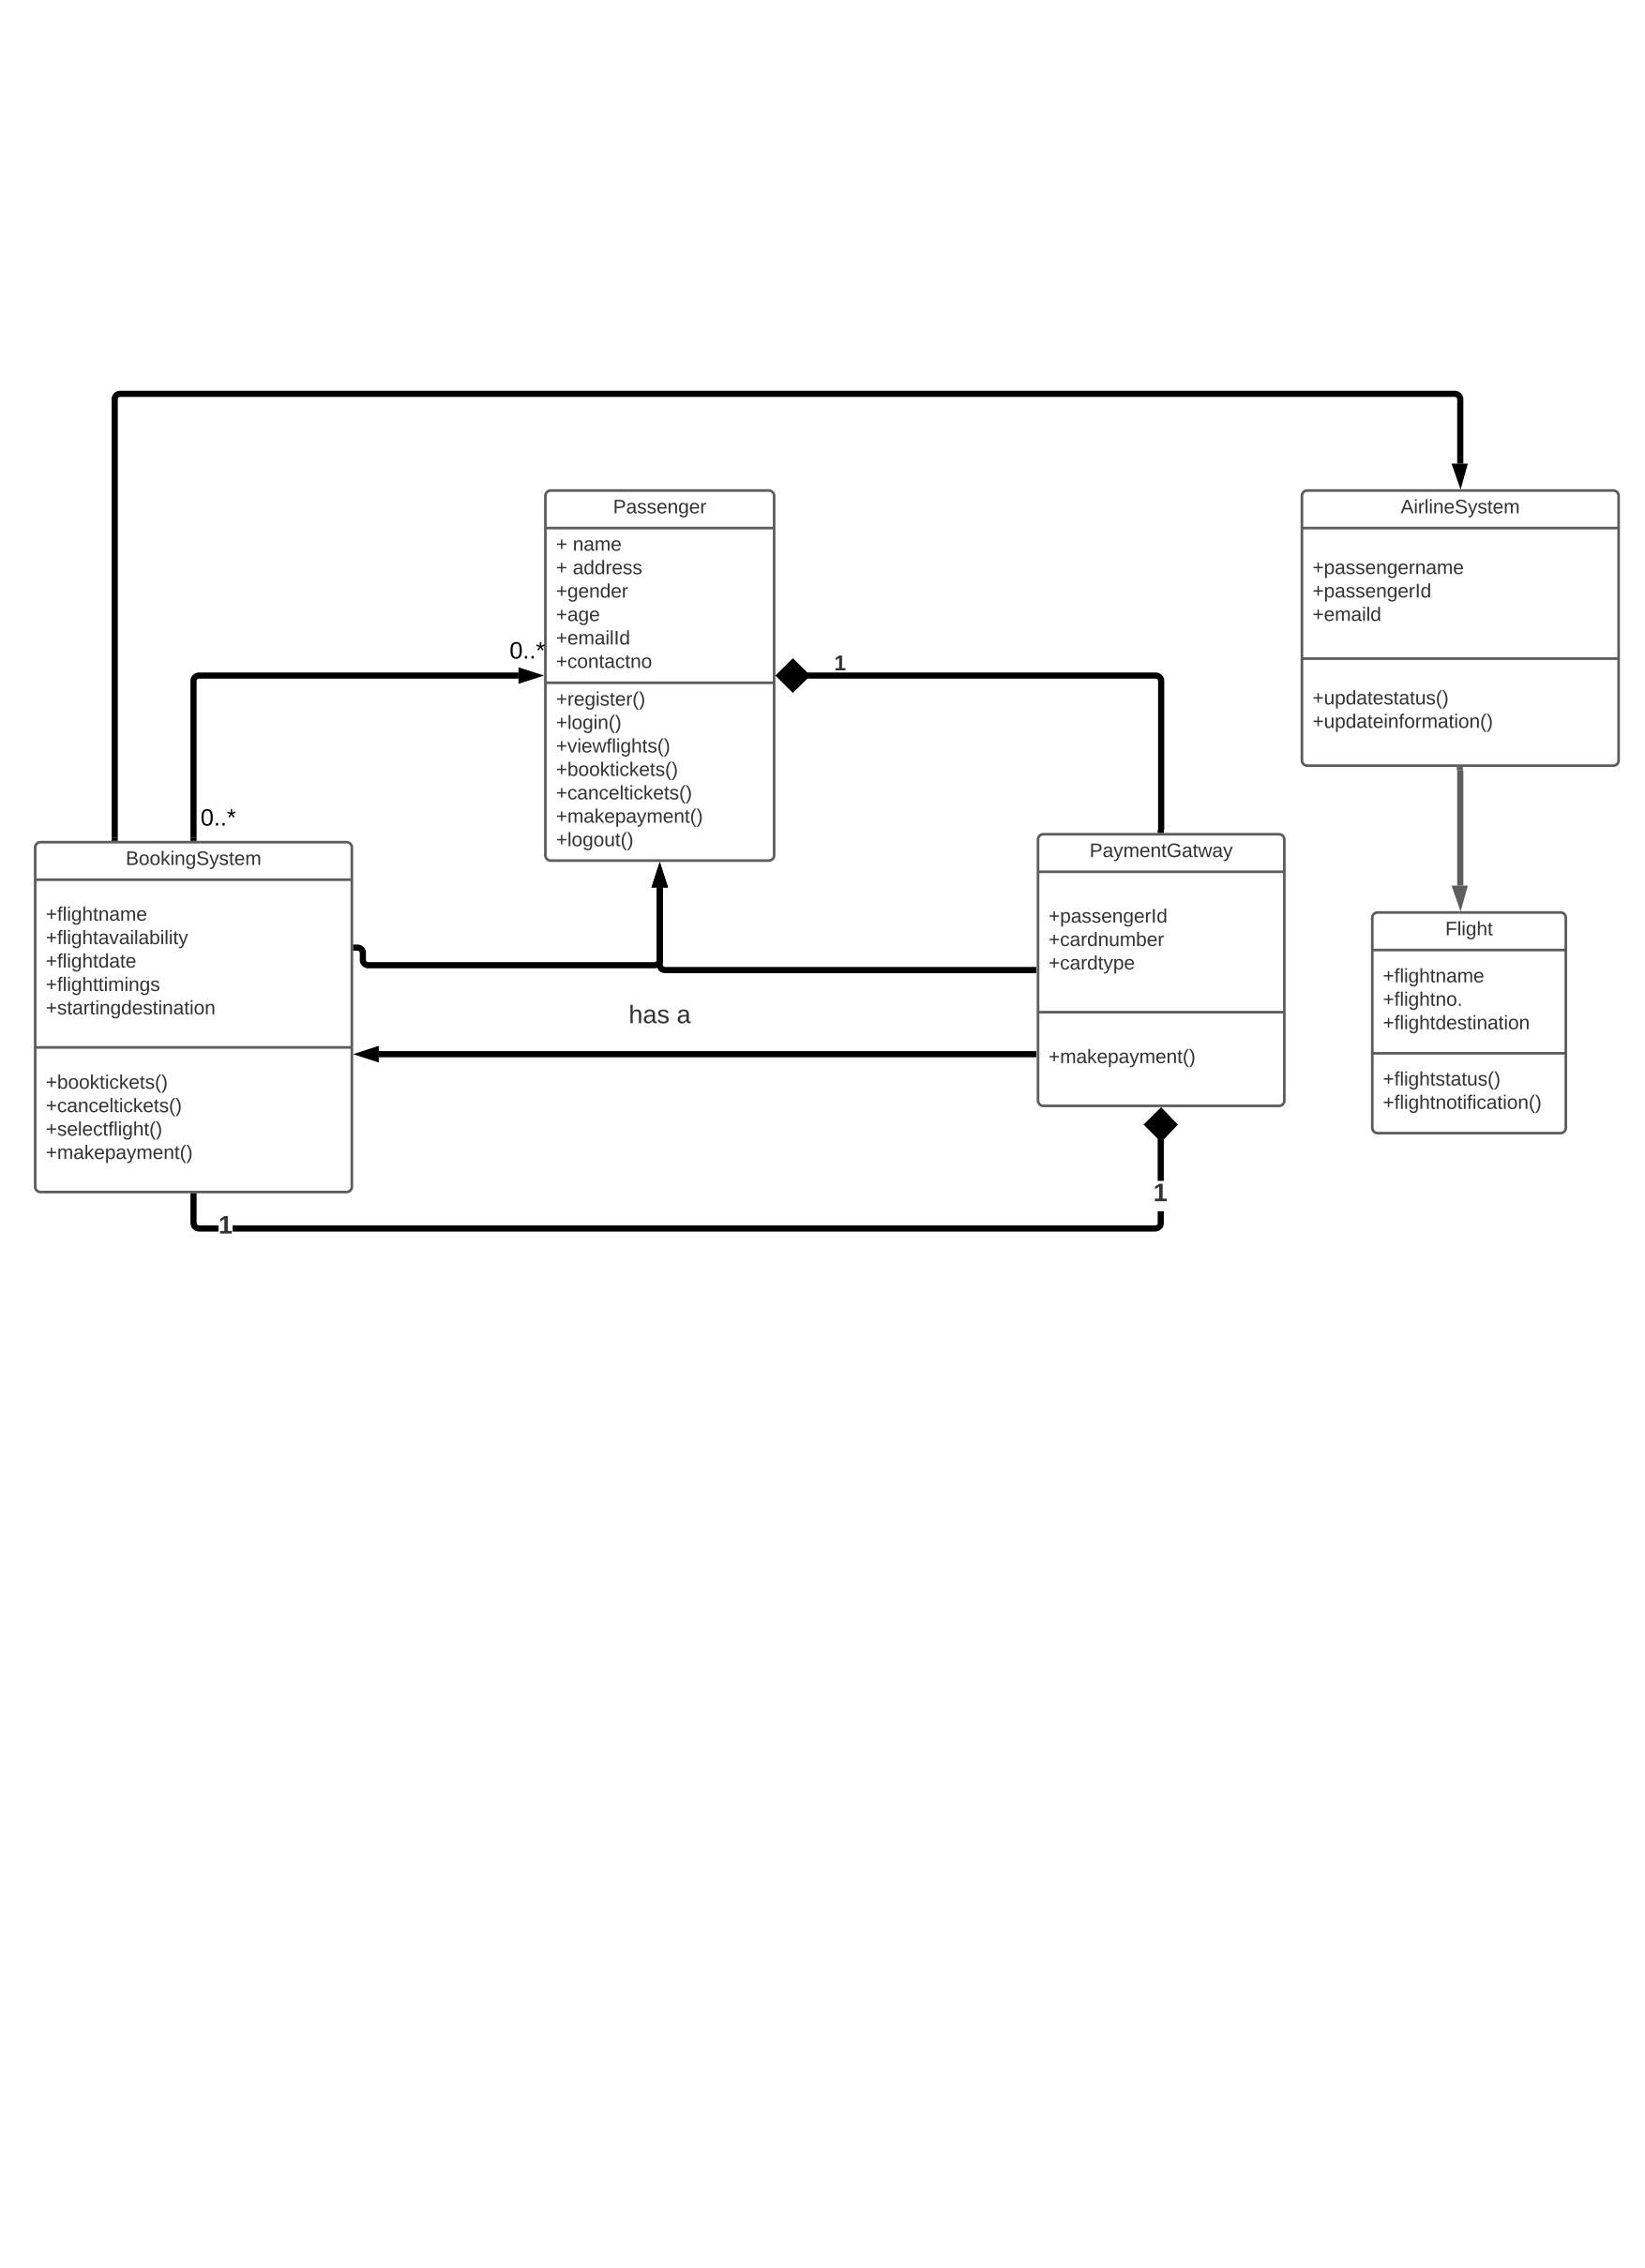 Passenger
+ name
+ address
+gender
+age
+emailId
+contactno
+register()
+login()
+viewflights()
+booktickets()
+canceltickets()
+makepayment()
+logout()
AirlineSystem
+passengername
+passengerId
+emaild
+updatestatus()
+updateinformation()
0..*
1
0..*
BookingSystem
+flightname
+flightavailability
+flightdate
+flighttimings
+startingdestination
+booktickets()
+canceltickets()
+selectflight()
+makepayment()
PaymentGatway
+passengerId
+cardnumber
+cardtype
+makepayment()
has a
Flight
+flightname
+flightno.
+flightdestination
+flightstatus()
+flightnotification()
1
1